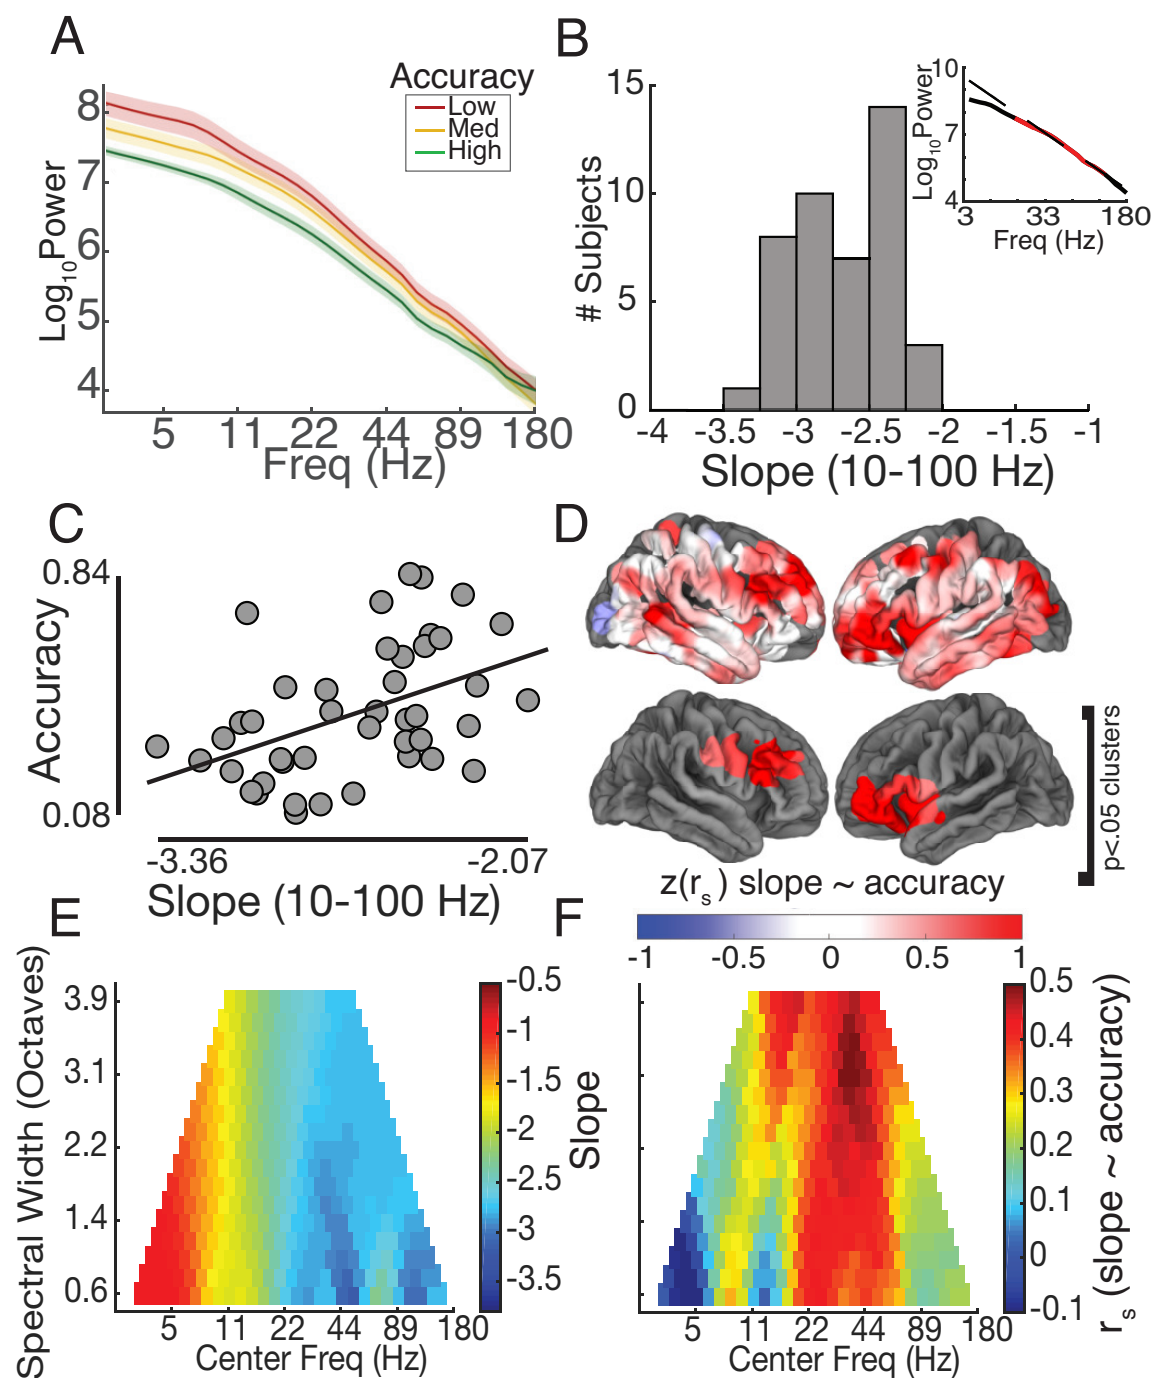 A
Accuracy
Low
Med
High
8
7
6
5
4
Log10Power
5 11 22 44 89 180
Freq (Hz)
B
15
10
5
0
# Subjects
-4 -3.5 -3 -2.5 -2 -1.5 -1
Slope (10-100 Hz)
10
7
4
Log10Power
3 33 180
Freq (Hz)
C
0.84
0.08
Accuracy
-3.36 -2.07
Slope (10-100 Hz)
D
p<.05 clusters
z(rs) slope ~ accuracy
-1 -0.5 0 0.5 1
E
Spectral Width (Octaves)
3.9
3.1
2.2
1.4
0.6
5 11 22 44 89 180
Center Freq (Hz)
-0.5
-1
-1.5
-2
-2.5
-3
-3.5
Slope
F
5 11 22 44 89 180
Center Freq (Hz)
0.5
0.4
0.3
0.2
0.1
0
-0.1
rs (slope ~ accuracy)